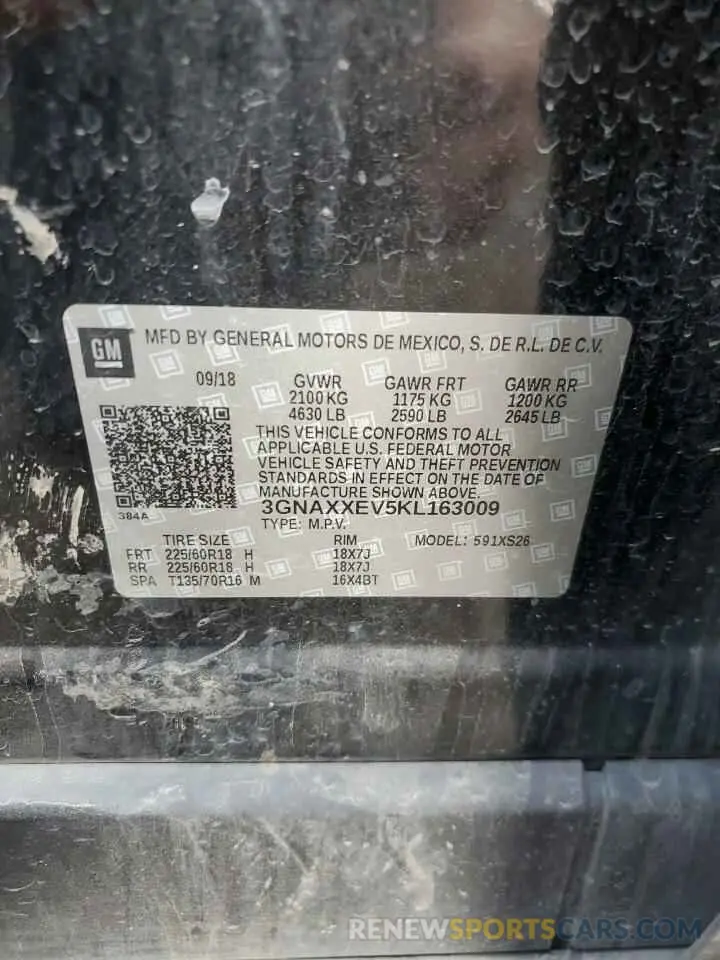 GM MFD BY GENERAL MOTORS DE MEXICO, S. DE R.L. DE C.V.
09/18 GVWR GAWR FRT GAWR RR
2100 KG 1175 KG 1200 KG
4630 LB 2590 LB 2645 LB
THIS VEHICLE CONFORMS TO ALL
APPLICABLE U.S. FEDERAL MOTOR
VEHICLE SAFETY AND THEFT PREVENTION
STANDARDS IN EFFECT ON THE DATE OF
MANUFACTURE SHOWN ABOVE.
384A 3GNAXXEV5KL163009
TYPE: M.P.V.
TIRE SIZE RIM MODEL: 591XS26
FRT 225/60R18 H 18X7J
RR 225/60R18 H 18X7J
SPA T135/70R16 M 16X4BT
RENEWSPORTSCARS.COM